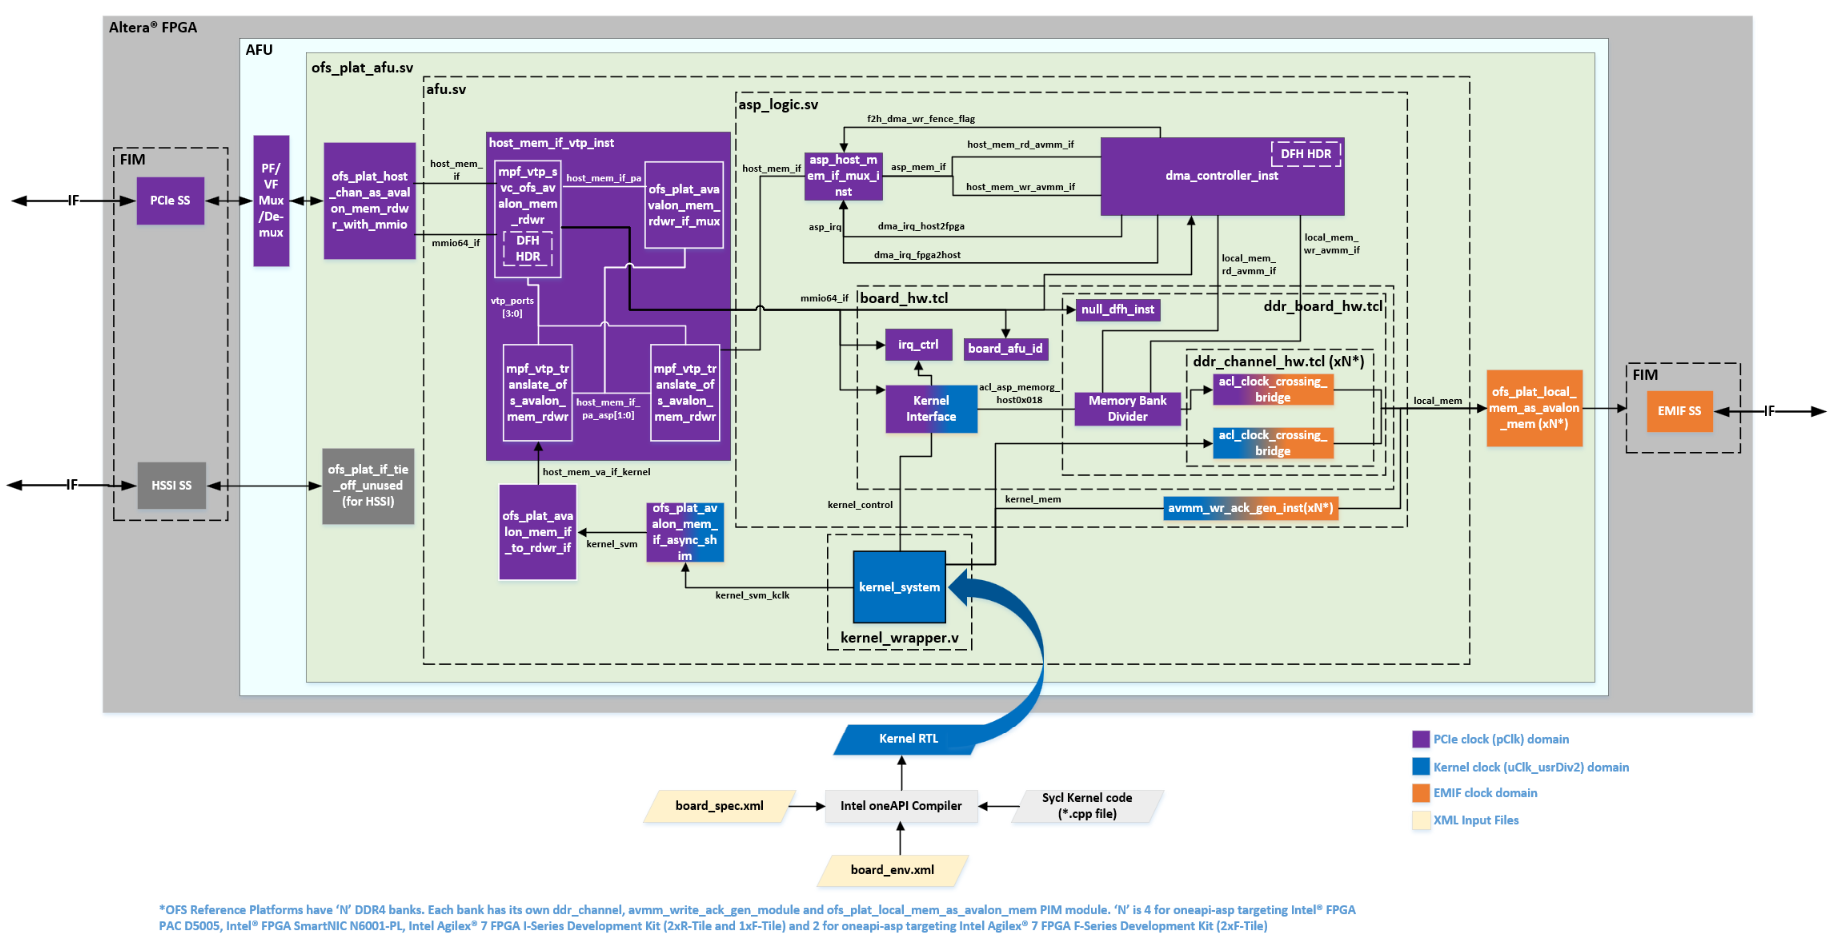 Altera® FPGA
AFU
ofs_plat_afu.sv
afu.sv
asp_logic.sv
FIM
IF
PCIe SS
PF/
VF
Mux
/De-
mux
ofs_plat_host
_chan_as_aval
on_mem_rdw
r_with_mmio
host_mem_
if
mmio64_if
host_mem_if_vtp_inst
mpf_vtp_s
vc_ofs_av
alon_mem
_rdwr
DFH
HDR
host_mem_if_pa
ofs_plat_ava
valon_mem_
rdwr_if_mux
vtp_ports
[3:0]
mpf_vtp_tr
anslate_of
s_avalon_
mem_rdwr
host_mem_if_
pa_asp[1:0]
mpf_vtp_tr
anslate_of
s_avalon_
mem_rdwr
host_mem_if
f2h_dma_wr_fence_flag
asp_host_m
em_if_mux_i
nst
asp_mem_if
host_mem_rd_avmm_if
host_mem_wr_avmm_if
DFH HDR
dma_controller_inst
asp_irq
dma_irq_host2fpga
dma_irq_fpga2host
local_mem_
rd_avmm_if
local_mem_
wr_avmm_if
mmio64_if
board_hw.tcl
null_dfh_inst
ddr_board_hw.tcl
irq_ctrl
board_afu_id
ddr_channel_hw.tcl (xN*)
Kernel
Interface
acl_asp_memorg_
host0x018
Memory Bank
Divider
acl_clock_crossing_
bridge
acl_clock_crossing_
bridge
local_mem
ofs_plat_local_
mem_as_avalon
_mem (xN*)
FIM
EMIF SS
IF
IF
HSSI SS
ofs_plat_if_tie
_off_unused
(for HSSI)
host_mem_va_if_kernel
ofs_plat_ava
lon_mem_if
_to_rdwr_if
kernel_svm
ofs_plat_av
alon_mem_
if_async_sh
im
kernel_svm_kclk
kernel_control
kernel_mem
avmm_wr_ack_gen_inst(xN*)
kernel_system
kernel_wrapper.v
Kernel RTL
board_spec.xml
Intel oneAPI Compiler
Sycl Kernel code
(*.cpp file)
board_env.xml
PCIe clock (pClk) domain
Kernel clock (uClk_usrDiv2) domain
EMIF clock domain
XML Input Files
*OFS Reference Platforms have ‘N’ DDR4 banks. Each bank has its own ddr_channel, avmm_write_ack_gen_module and ofs_plat_local_mem_as_avalon_mem PIM module. ‘N’ is 4 for oneapi-asp targeting Intel® FPGA
PAC D5005, Intel® FPGA SmartNIC N6001-PL, Intel Agilex® 7 FPGA I-Series Development Kit (2xR-Tile and 1xF-Tile) and 2 for oneapi-asp targeting Intel Agilex® 7 FPGA F-Series Development Kit (2xF-Tile)